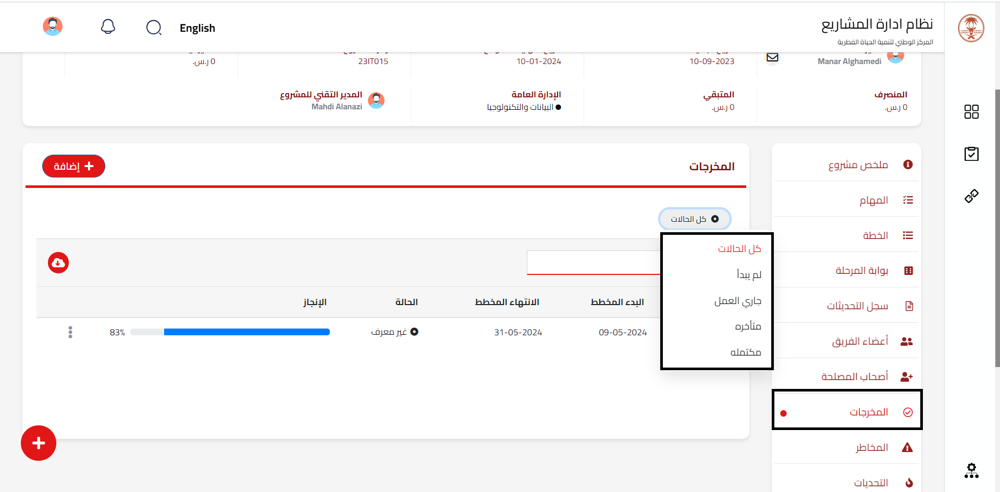 نظام ادارة المشاريع
المركز الوطني لتنمية الحياة الفطرية
English
Manar Alghamedi
10-09-2023
10-01-2024
23IT015
0 ر.س.
المنصرف
0 ر.س.
المتبقي
0 ر.س.
الإدارة العامة
البيانات والتكنولوجيا
المدير التقني للمشروع
Mahdi Alanazi
ملخص مشروع
المهام
الخطة
بوابة المرحلة
سجل التحديثات
أعضاء الفريق
أصحاب المصلحة
المخرجات
المخاطر
التحديات
المخرجات
إضافة
كل الحالات
كل الحالات
لم يبدأ
جاري العمل
متأخره
مكتمله
البدء المخطط
الانتهاء المخطط
الحالة
الإنجاز
09-05-2024
31-05-2024
غير معرف
83%